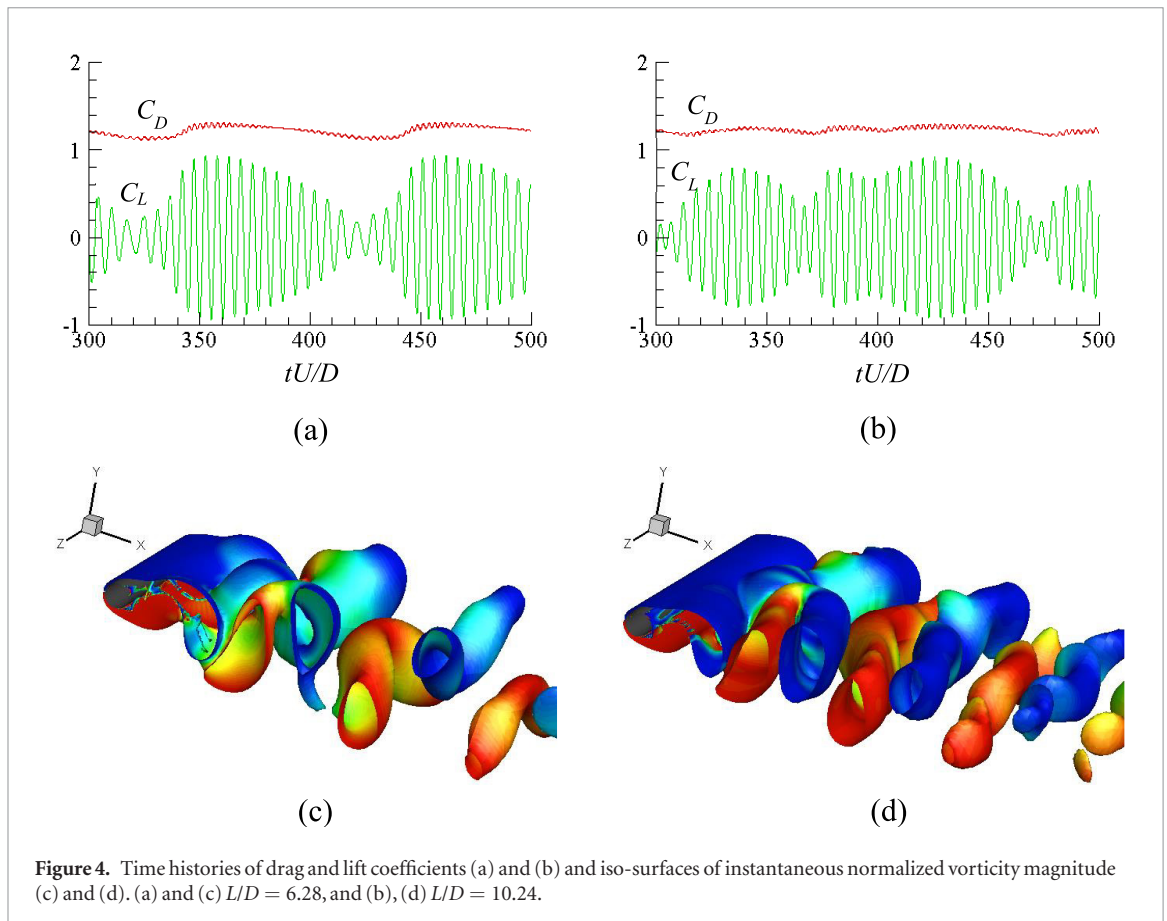 2
1
0
-1
C_D
C_L
300 350 400 450 500
tU/D
(a)
2
1
0
-1
C_D
C_L
300 350 400 450 500
tU/D
(b)
Y
Z X
(c)
Y
Z X
(d)
Figure 4. Time histories of drag and lift coefficients (a) and (b) and iso-surfaces of instantaneous normalized vorticity magnitude
(c) and (d). (a) and (c) L/D = 6.28, and (b), (d) L/D = 10.24.